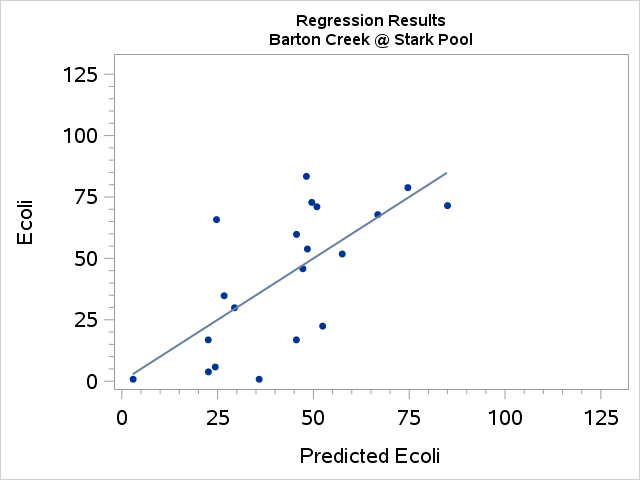 Regression Results
Barton Creek @ Stark Pool
125
100
75
50
25
0
Ecoli
0 25 50 75 100 125
Predicted Ecoli